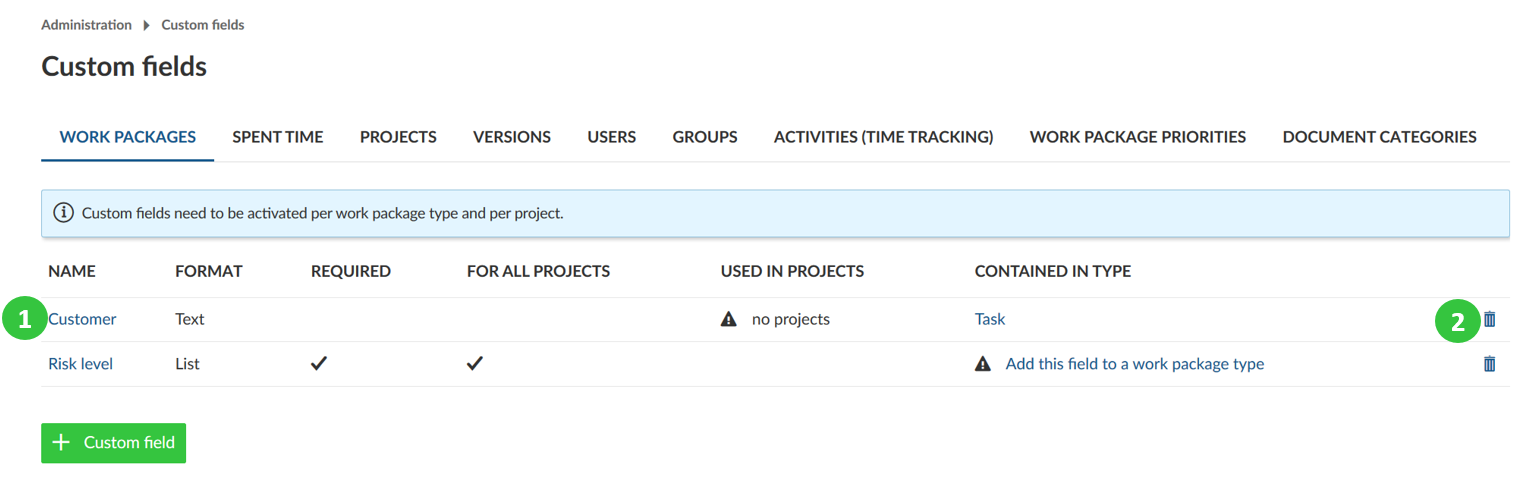 Administration Custom fields
Custom fields
WORK PACKAGES SPENT TIME PROJECTS VERSIONS USERS GROUPS ACTIVITIES (TIME TRACKING) WORK PACKAGE PRIORITIES DOCUMENT CATEGORIES
Custom fields need to be activated per work package type and per project.
NAME FORMAT REQUIRED FOR ALL PROJECTS USED IN PROJECTS CONTAINED IN TYPE
1 Customer Text no projects Task 2
Risk level List Add this field to a work package type
Custom field